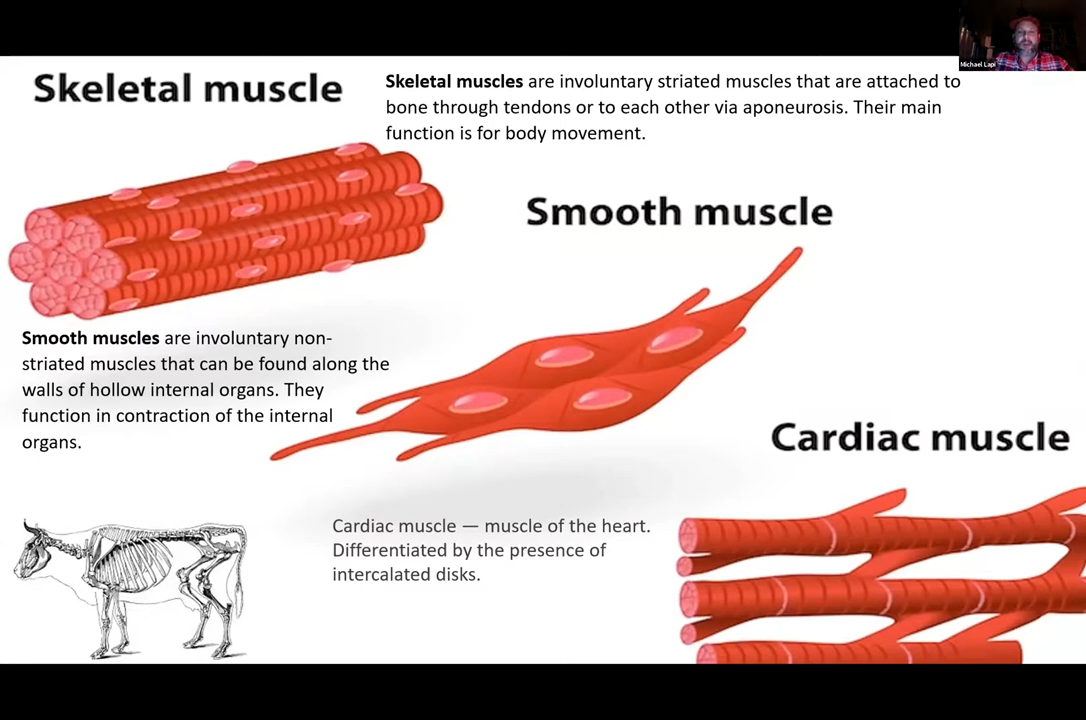 Michael Lapi
Skeletal muscle
Skeletal muscles are involuntary striated muscles that are attached to
bone through tendons or to each other via aponeurosis. Their main
function is for body movement.
Smooth muscle
Smooth muscles are involuntary non-
striated muscles that can be found along the
walls of hollow internal organs. They
function in contraction of the internal
organs.
Cardiac muscle
Cardiac muscle — muscle of the heart.
Differentiated by the presence of
intercalated disks.